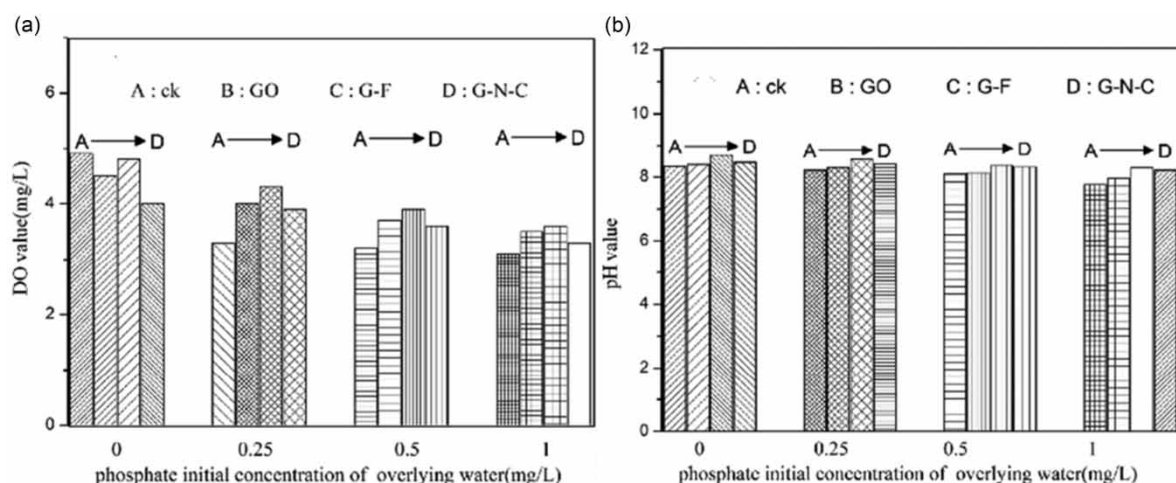 (a)
DO value(mg/L)
6
4
2
0
A : ck B : GO C : G-F D : G-N-C
A D A D A D A D
0 0.25 0.5 1
phosphate initial concentration of overlying water(mg/L)
(b)
pH value
12
10
8
6
4
2
0
A : ck B : GO C : G-F D : G-N-C
A D A D A D A D
0 0.25 0.5 1
phosphate initial concentration of overlying water(mg/L)